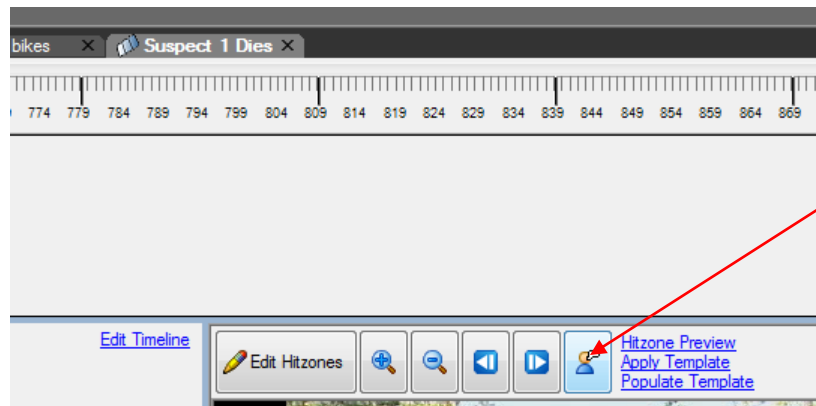 bikes × Suspect 1 Dies ×
774 779 784 789 794 799 804 809 814 819 824 829 834 839 844 849 854 859 864 869
Edit Timeline
Edit Hitzones
Hitzone Preview
Apply Template
Populate Template